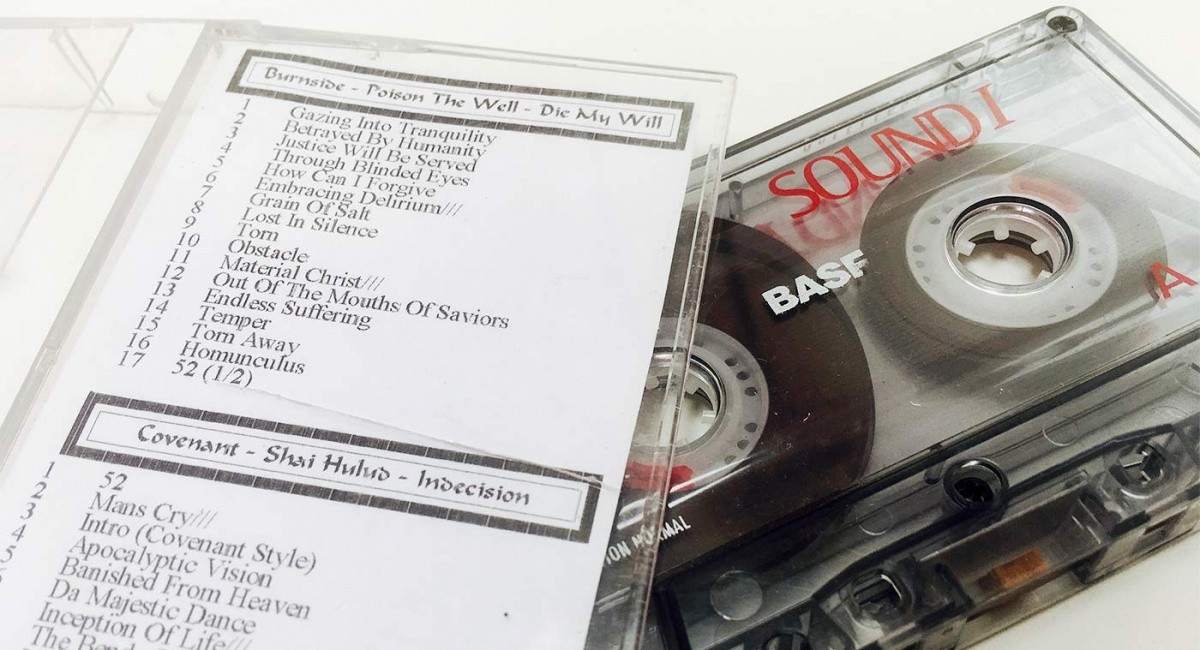 Burnside - Poison The Well - Die My Will
1 Gazing Into Tranquility
2 Betrayed By Humanity
3 Justice Will Be Served
4 Through Blinded Eyes
5 How Can I Forgive
6 Embracing Delirium///
7 Grain Of Salt
8 Lost In Silence
9 Torn
10 Obstacle
11 Material Christ///
12 Out Of The Mouths Of Saviors
13 Endless Suffering
14 Temper
15 Torn Away
16 Homunculus
17 52 (1/2)
Covenant - Shai Hulud - Indecision
1 52
2 Mans Cry///
3 Intro (Covenant Style)
4 Apocalyptic Vision
5 Banished From Heaven
Da Majestic Dance
Inception Of Life///
The
SOUND I
BASF
A
NORMAL